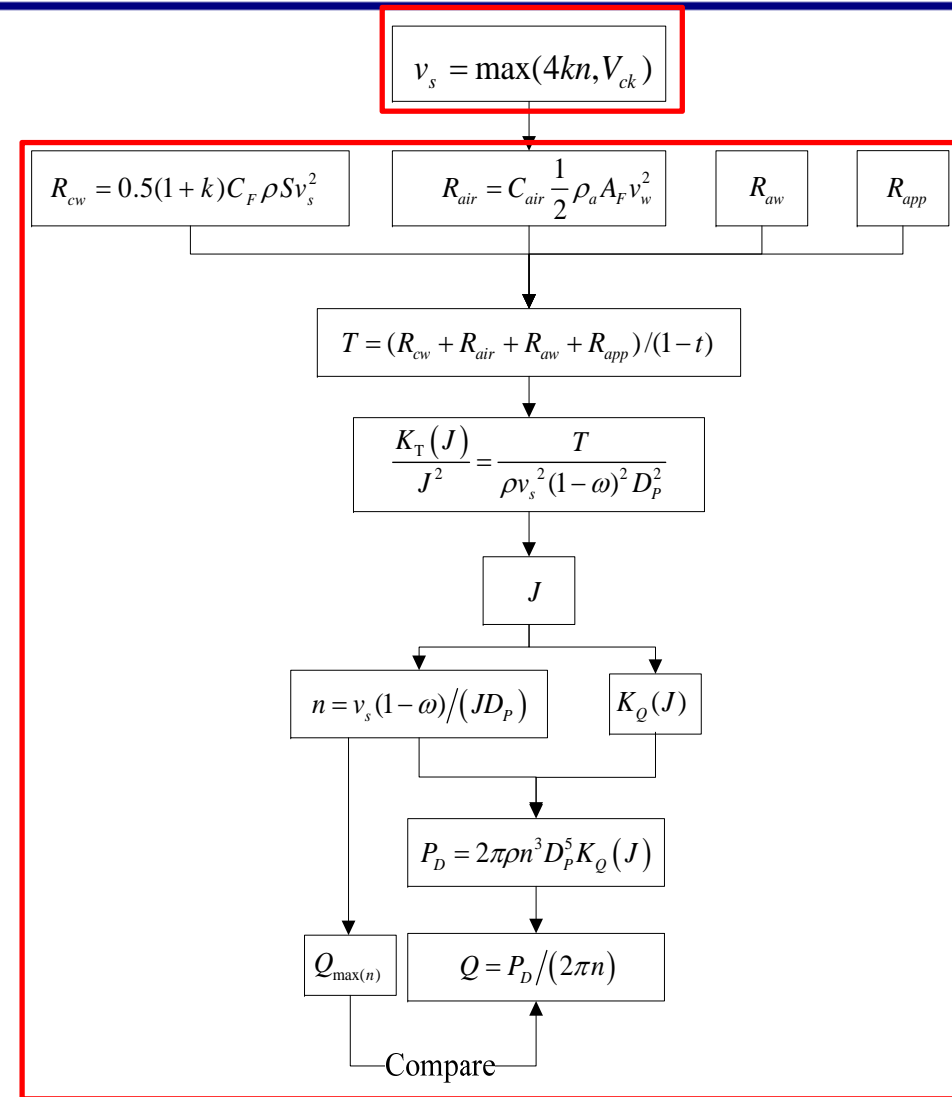 v_s = max(4kn, V_ck)
R_cw = 0.5(1 + k)C_F ρSv_s^2
R_air = C_air 1/2 ρ_a A_F v_w^2
R_aw
R_app
T = (R_cw + R_air + R_aw + R_app)/(1 − t)
K_T(J)/J^2 = T/(ρv_s^2(1 − ω)^2 D_P^2)
J
n = v_s(1 − ω)/(JD_P)
K_Q(J)
P_D = 2πρn^3 D_P^5 K_Q(J)
Q_max(n)
Q = P_D/(2πn)
Compare